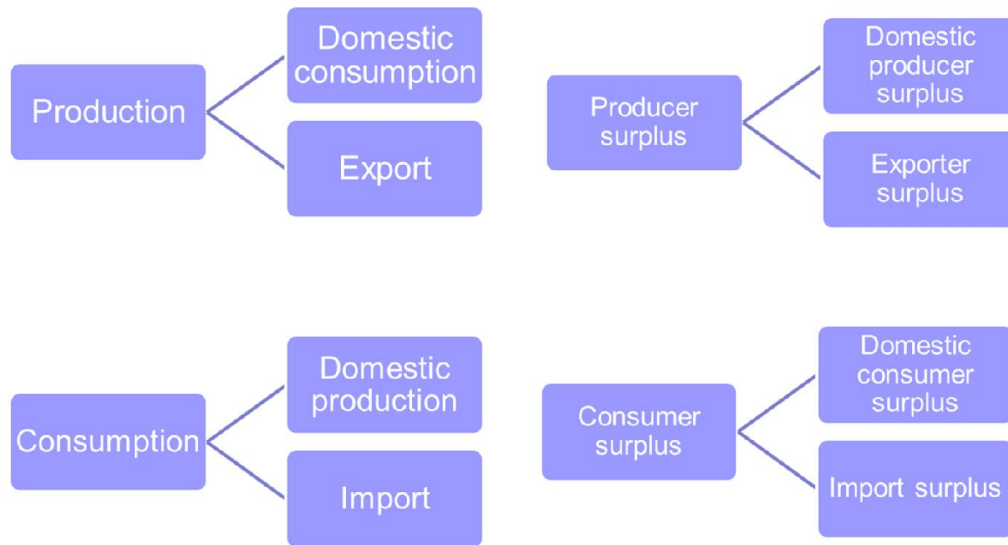 Production
Domestic
consumption
Export
Producer
surplus
Domestic
producer
surplus
Exporter
surplus
Consumption
Domestic
production
Import
Consumer
surplus
Domestic
consumer
surplus
Import surplus